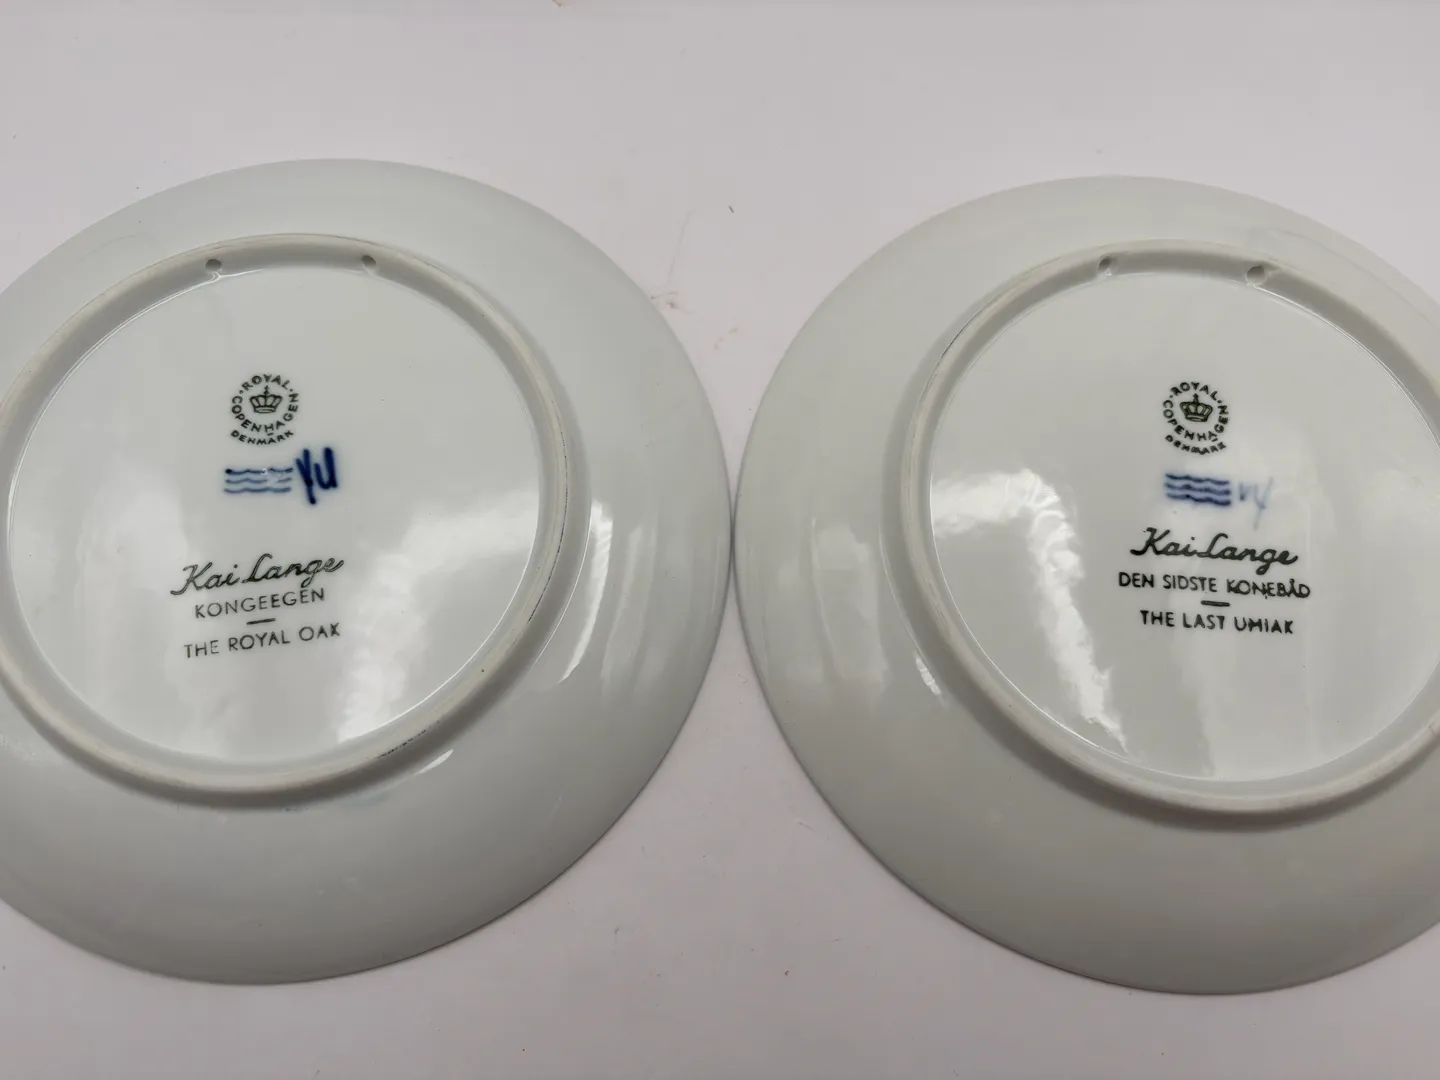 ROYAL
COPENHAGEN
DENMARK
Kai Lange
KONGEEGEN
THE ROYAL OAK
ROYAL
COPENHAGEN
DENMARK
Kai Lange
DEN SIDSTE KONEBÅD
THE LAST UMIAK